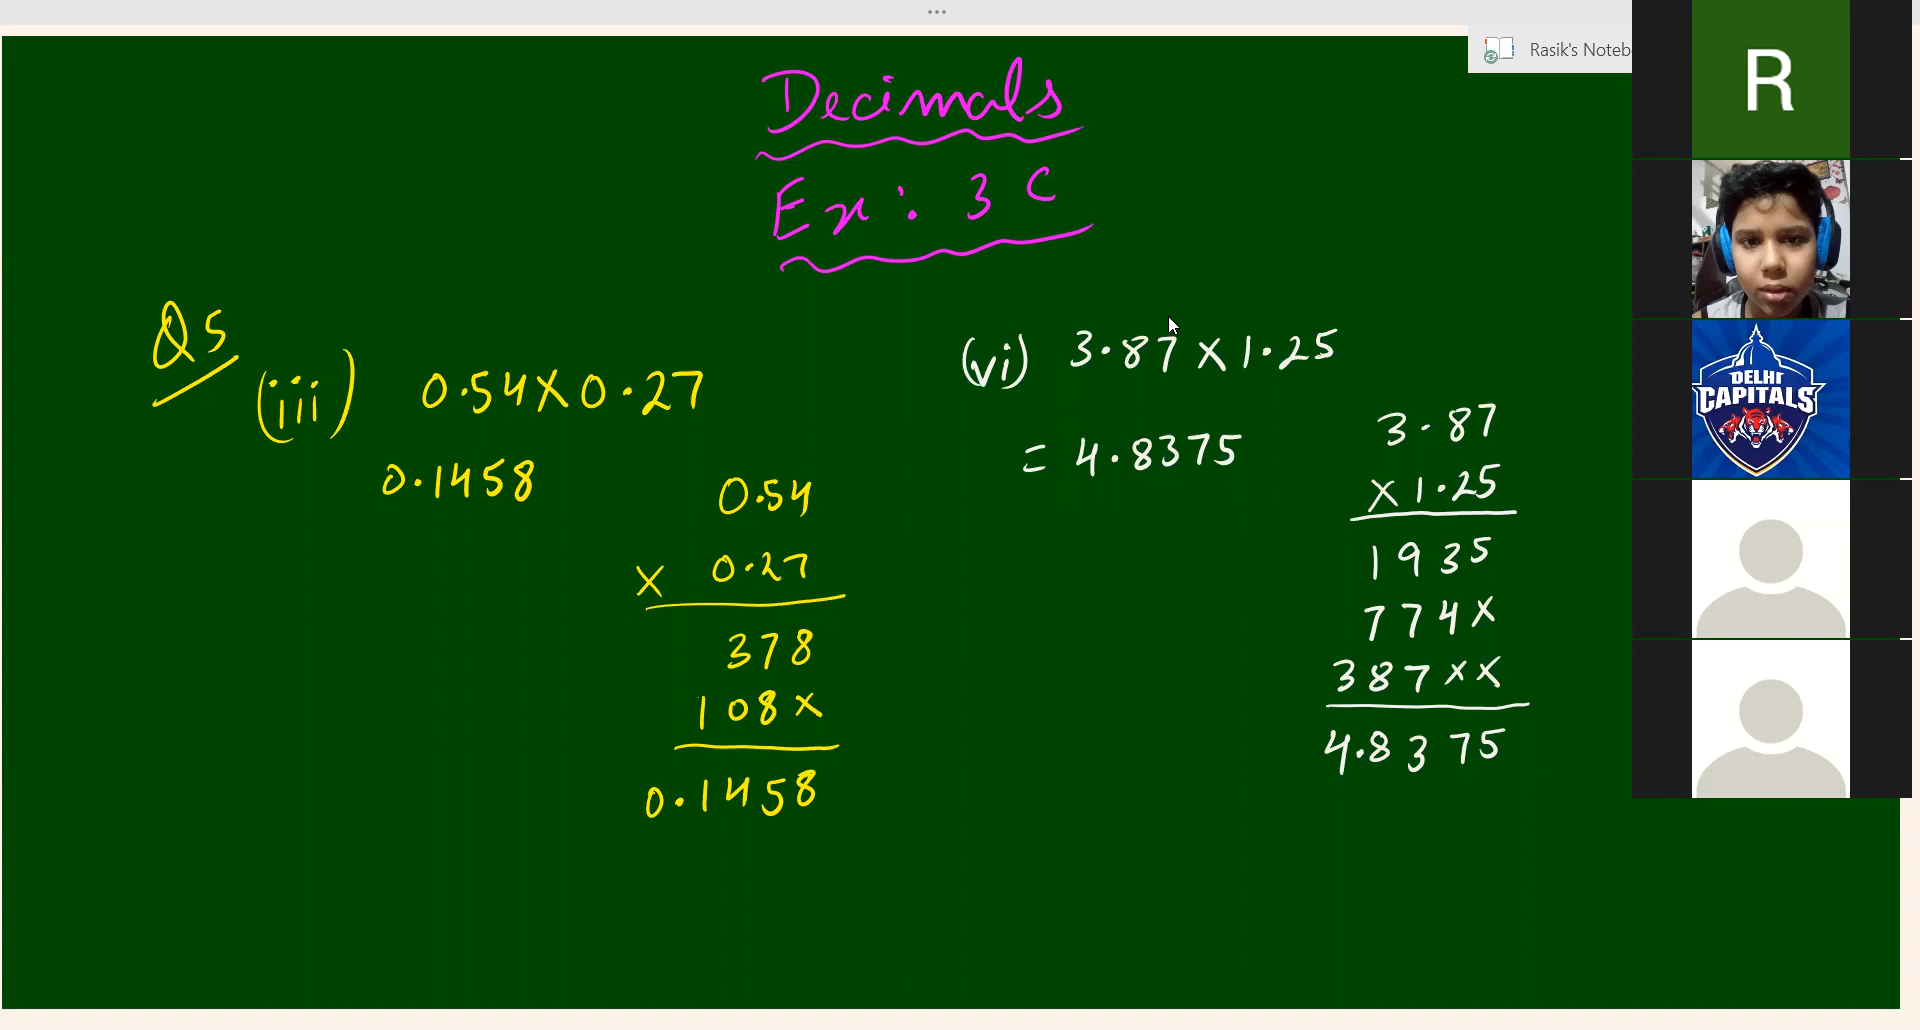 Rasik's Noteb
R
Decimals
Ex: 3 C
Q5
(iii) 0.54 X 0.27
0.1458
0.54
X 0.27
378
108x
0.1458
(vi) 3.87 X 1.25
= 4.8375
3.87
X 1.25
1935
774x
387xx
4.8375
DELHI
CAPITALS